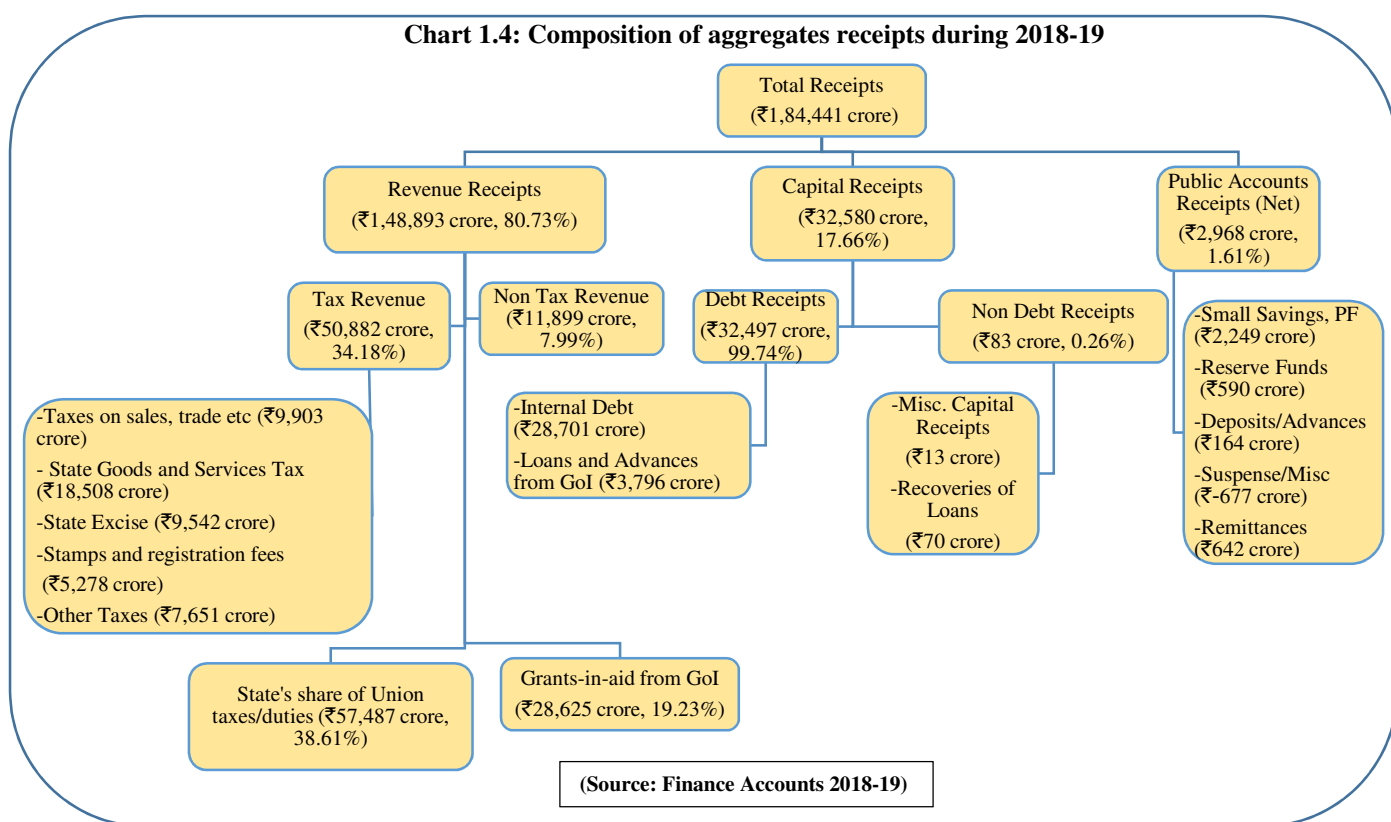 Chart 1.4: Composition of aggregates receipts during 2018-19
Total Receipts
(₹1,84,441 crore)
Revenue Receipts
(₹1,48,893 crore, 80.73%)
Capital Receipts
(₹32,580 crore,
17.66%)
Public Accounts
Receipts (Net)
(₹2,968 crore,
1.61%)
Tax Revenue
(₹50,882 crore,
34.18%)
Non Tax Revenue
(₹11,899 crore,
7.99%)
Debt Receipts
(₹32,497 crore,
99.74%)
Non Debt Receipts
(₹83 crore, 0.26%)
-Small Savings, PF
(₹2,249 crore)
-Reserve Funds
(₹590 crore)
-Deposits/Advances
(₹164 crore)
-Suspense/Misc
(₹-677 crore)
-Remittances
(₹642 crore)
-Taxes on sales, trade etc (₹9,903
crore)
- State Goods and Services Tax
(₹18,508 crore)
-State Excise (₹9,542 crore)
-Stamps and registration fees
(₹5,278 crore)
-Other Taxes (₹7,651 crore)
-Internal Debt
(₹28,701 crore)
-Loans and Advances
from GoI (₹3,796 crore)
-Misc. Capital
Receipts
(₹13 crore)
-Recoveries of
Loans
(₹70 crore)
State's share of Union
taxes/duties (₹57,487 crore,
38.61%)
Grants-in-aid from GoI
(₹28,625 crore, 19.23%)
(Source: Finance Accounts 2018-19)